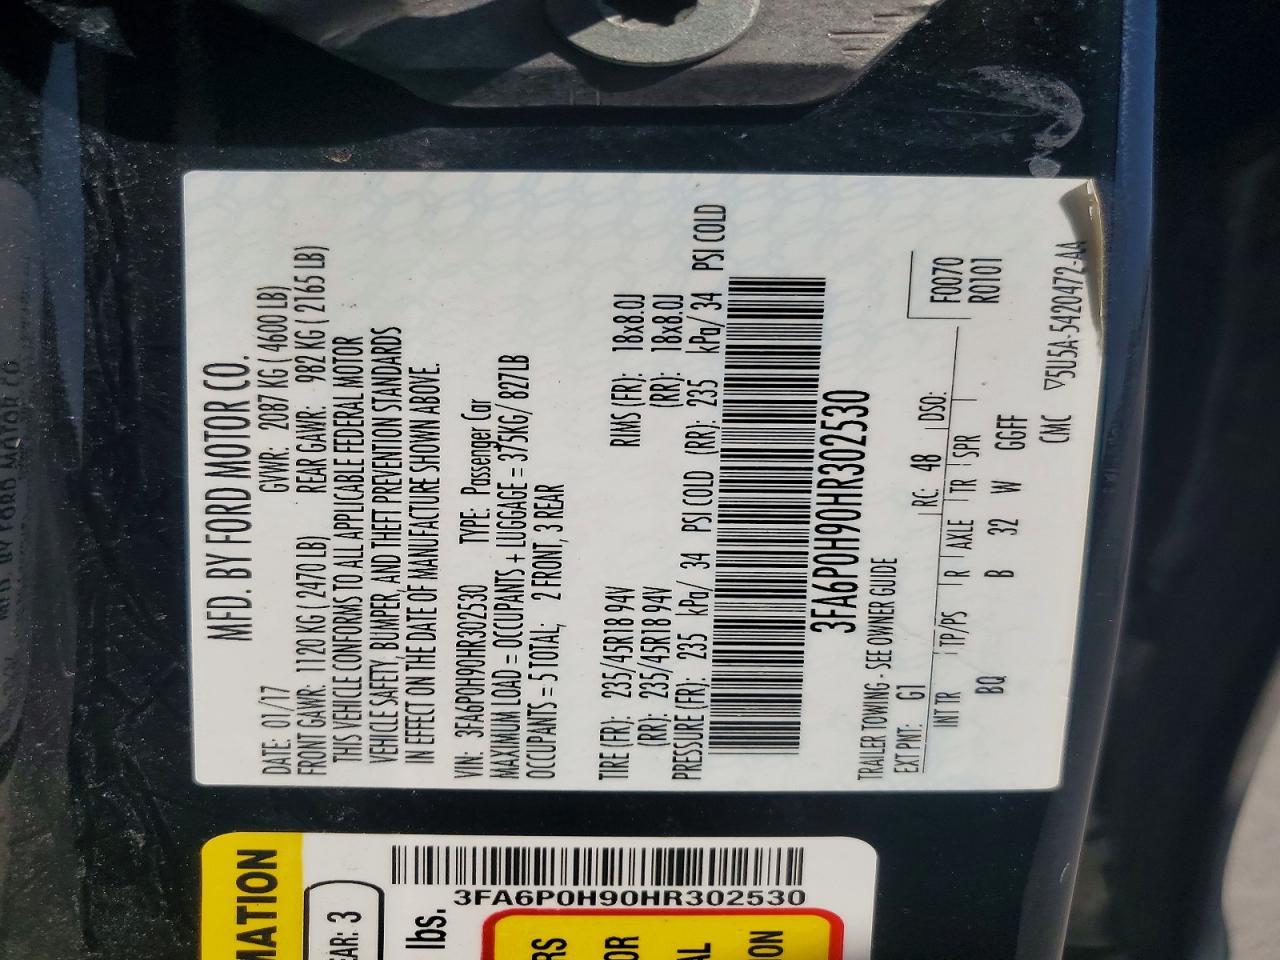 MFD. BY FORD MOTOR CO.
DATE: 01/17 GVWR: 2087 KG ( 4600 LB)
FRONT GAWR: 1120 KG ( 2470 LB) REAR GAWR: 982 KG ( 2165 LB)
THIS VEHICLE CONFORMS TO ALL APPLICABLE FEDERAL MOTOR
VEHICLE SAFETY, BUMPER, AND THEFT PREVENTION STANDARDS
IN EFFECT ON THE DATE OF MANUFACTURE SHOWN ABOVE.
VIN: 3FA6P0H90HR302530 TYPE: Passenger Car
MAXIMUM LOAD = OCCUPANTS + LUGGAGE = 375KG/ 827LB
OCCUPANTS = 5 TOTAL; 2 FRONT, 3 REAR
TIRE (FR): 235/45R18 94V RIMS (FR): 18x8.0J
(RR): 235/45R18 94V (RR): 18x8.0J
PRESSURE (FR): 235 kPa/ 34 PSI COLD (RR): 235 kPa/ 34 PSI COLD
3FA6P0H90HR302530
TRAILER TOWING - SEE OWNER GUIDE
EXT PNT: G1 RC: 48 DSO:
F0070
R0101
INT TR TP/PS R AXLE TR SPR
BQ B 32 W GGFF
CMC ▽5U5A-5420472-AA
MATION
EAR: 3
lbs.
3FA6P0H90HR302530
RS
OR
AL
ION